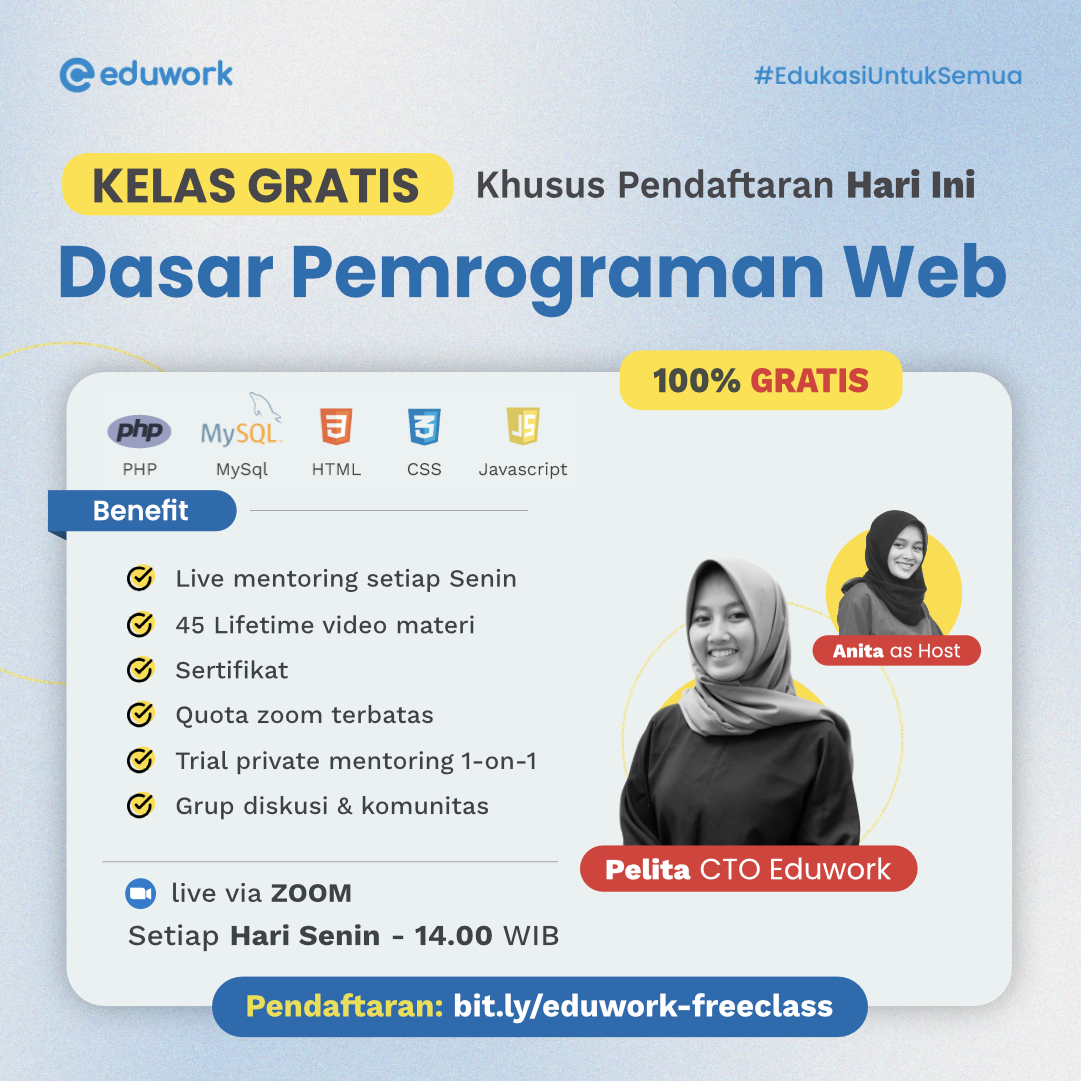 eduwork
#EdukasiUntukSemua
KELAS GRATIS Khusus Pendaftaran Hari Ini
Dasar Pemrograman Web
100% GRATIS
php MySQL 3 3 JS
PHP MySql HTML CSS Javascript
Benefit
Live mentoring setiap Senin
45 Lifetime video materi
Sertifikat
Quota zoom terbatas
Trial private mentoring 1-on-1
Grup diskusi & komunitas
Anita as Host
Pelita CTO Eduwork
live via ZOOM
Setiap Hari Senin - 14.00 WIB
Pendaftaran: bit.ly/eduwork-freeclass